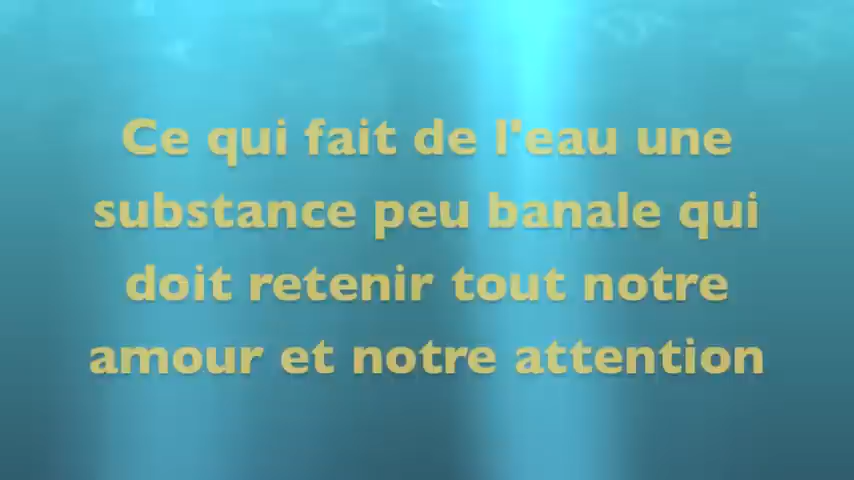 Ce qui fait de l'eau une
substance peu banale qui
doit retenir tout notre
amour et notre attention